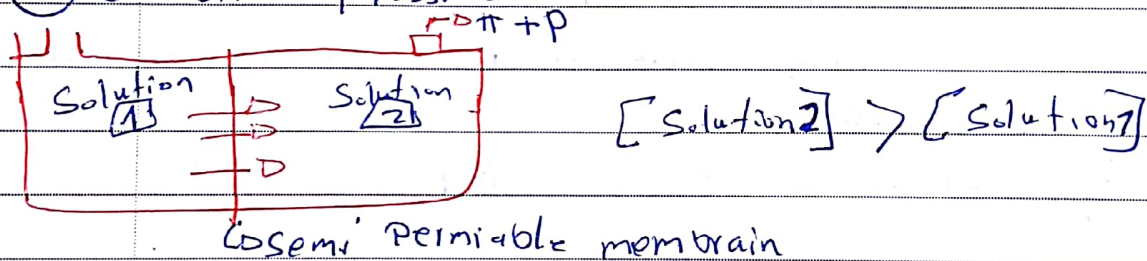 π + P
Solution
1
Solution
2
[Solution2] > [Solution1]
semi Permiable membrain